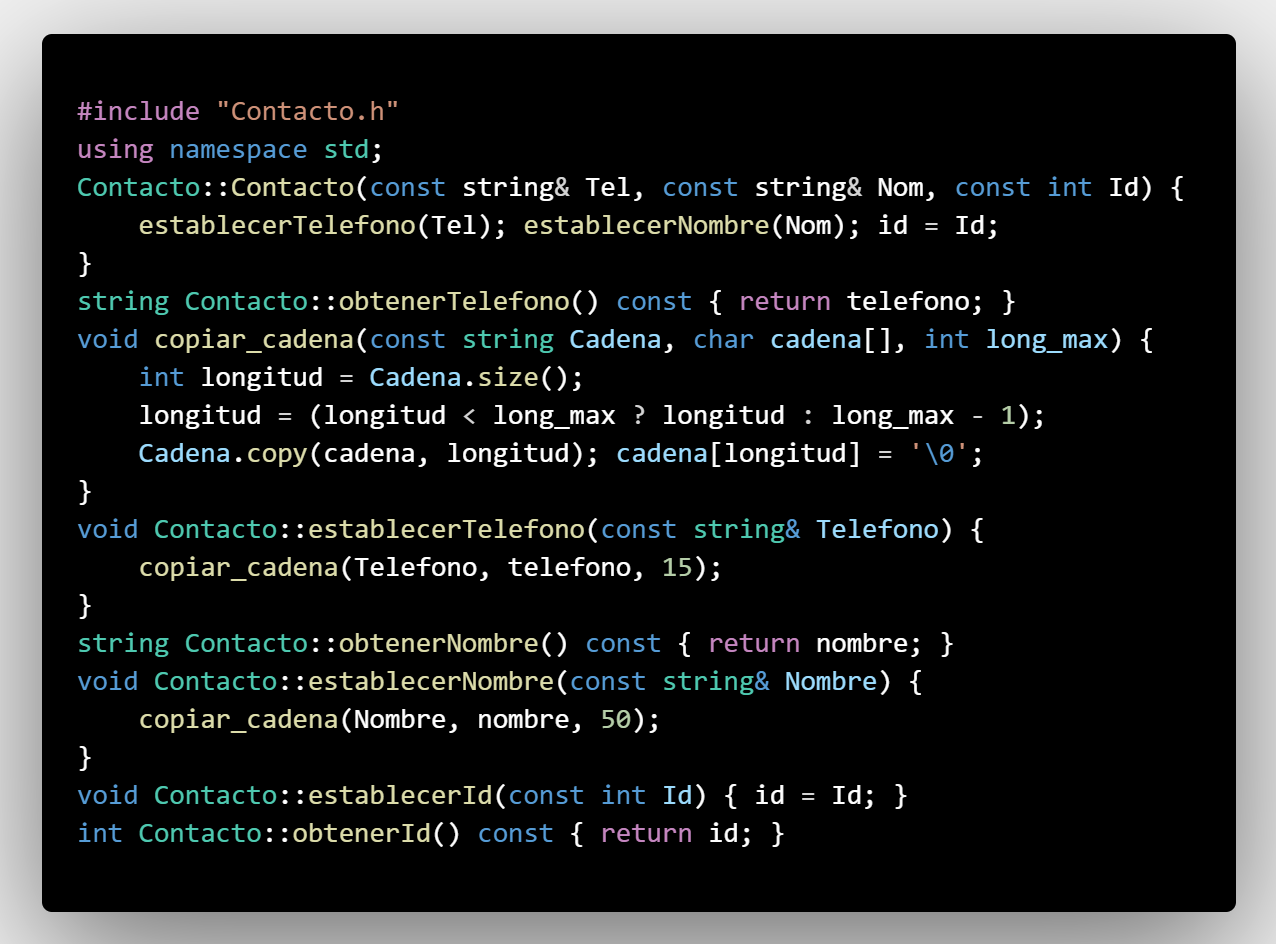 #include "Contacto.h"
using namespace std;
Contacto::Contacto(const string& Tel, const string& Nom, const int Id) {
    establecerTelefono(Tel); establecerNombre(Nom); id = Id;
}
string Contacto::obtenerTelefono() const { return telefono; }
void copiar_cadena(const string Cadena, char cadena[], int long_max) {
    int longitud = Cadena.size();
    longitud = (longitud < long_max ? longitud : long_max - 1);
    Cadena.copy(cadena, longitud); cadena[longitud] = '\0';
}
void Contacto::establecerTelefono(const string& Telefono) {
    copiar_cadena(Telefono, telefono, 15);
}
string Contacto::obtenerNombre() const { return nombre; }
void Contacto::establecerNombre(const string& Nombre) {
    copiar_cadena(Nombre, nombre, 50);
}
void Contacto::establecerId(const int Id) { id = Id; }
int Contacto::obtenerId() const { return id; }